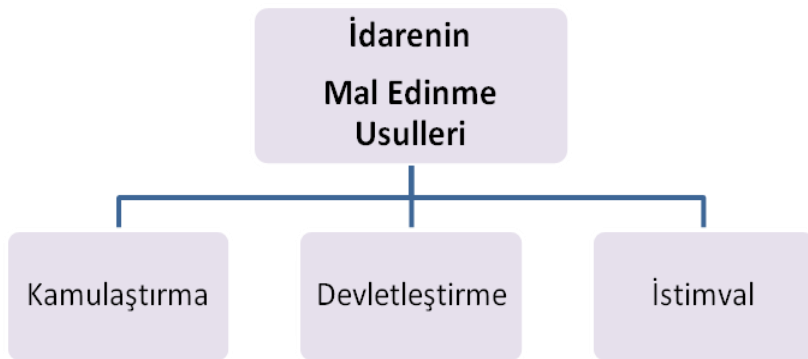 İdarenin
Mal Edinme
Usulleri
Kamulaştırma
Devletleştirme
İstimval